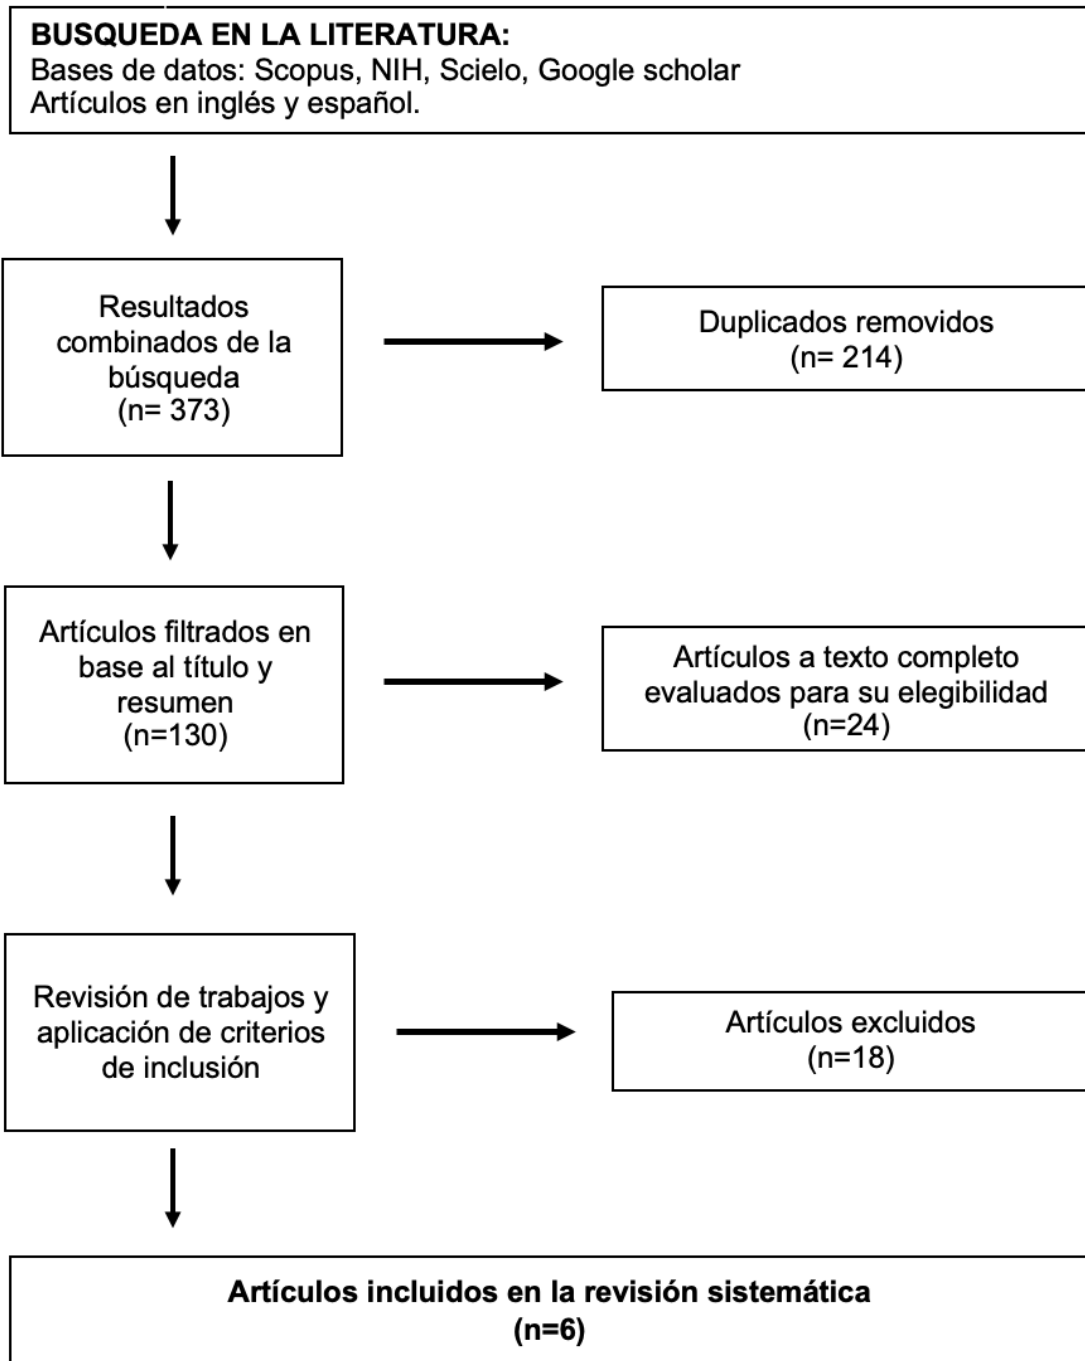 BUSQUEDA EN LA LITERATURA:
Bases de datos: Scopus, NIH, Scielo, Google scholar
Artículos en inglés y español.
Resultados
combinados de la
búsqueda
(n= 373)
Duplicados removidos
(n= 214)
Artículos filtrados en
base al título y
resumen
(n=130)
Artículos a texto completo
evaluados para su elegibilidad
(n=24)
Revisión de trabajos y
aplicación de criterios
de inclusión
Artículos excluidos
(n=18)
Artículos incluidos en la revisión sistemática
(n=6)